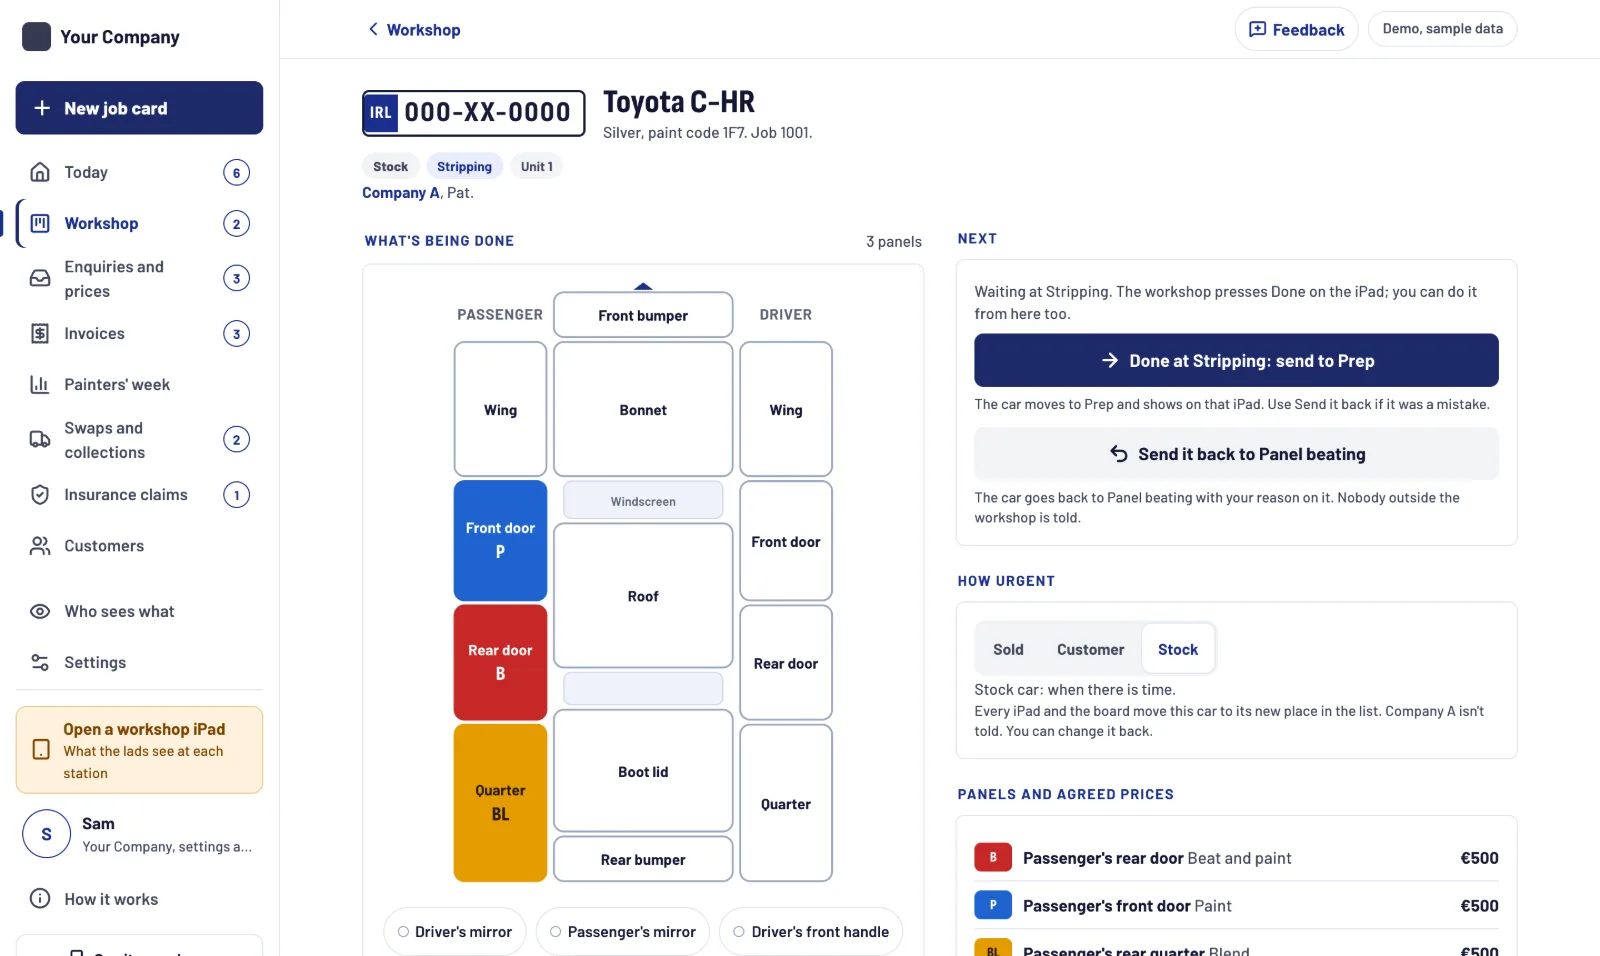 Your Company
New job card
Today
6
Workshop
2
Enquiries and
prices
3
Invoices
3
Painters' week
Swaps and
collections
2
Insurance claims
1
Customers
Who sees what
Settings
Open a workshop iPad
What the lads see at each
station
S
Sam
Your Company, settings a...
How it works
Workshop
Feedback
Demo, sample data
IRL 000-XX-0000
Toyota C-HR
Silver, paint code 1F7. Job 1001.
Stock
Stripping
Unit 1
Company A, Pat.
WHAT'S BEING DONE
3 panels
PASSENGER
Front bumper
DRIVER
Wing
Bonnet
Wing
Front door
P
Windscreen
Front door
Roof
Rear door
B
Rear door
Quarter
BL
Boot lid
Quarter
Rear bumper
Driver's mirror
Passenger's mirror
Driver's front handle
NEXT
Waiting at Stripping. The workshop presses Done on the iPad; you can do it
from here too.
Done at Stripping: send to Prep
The car moves to Prep and shows on that iPad. Use Send it back if it was a mistake.
Send it back to Panel beating
The car goes back to Panel beating with your reason on it. Nobody outside the
workshop is told.
HOW URGENT
Sold
Customer
Stock
Stock car: when there is time.
Every iPad and the board move this car to its new place in the list. Company A isn't
told. You can change it back.
PANELS AND AGREED PRICES
B Passenger's rear door Beat and paint €500
P Passenger's front door Paint €500
BL Passenger's rear quarter Blend €500